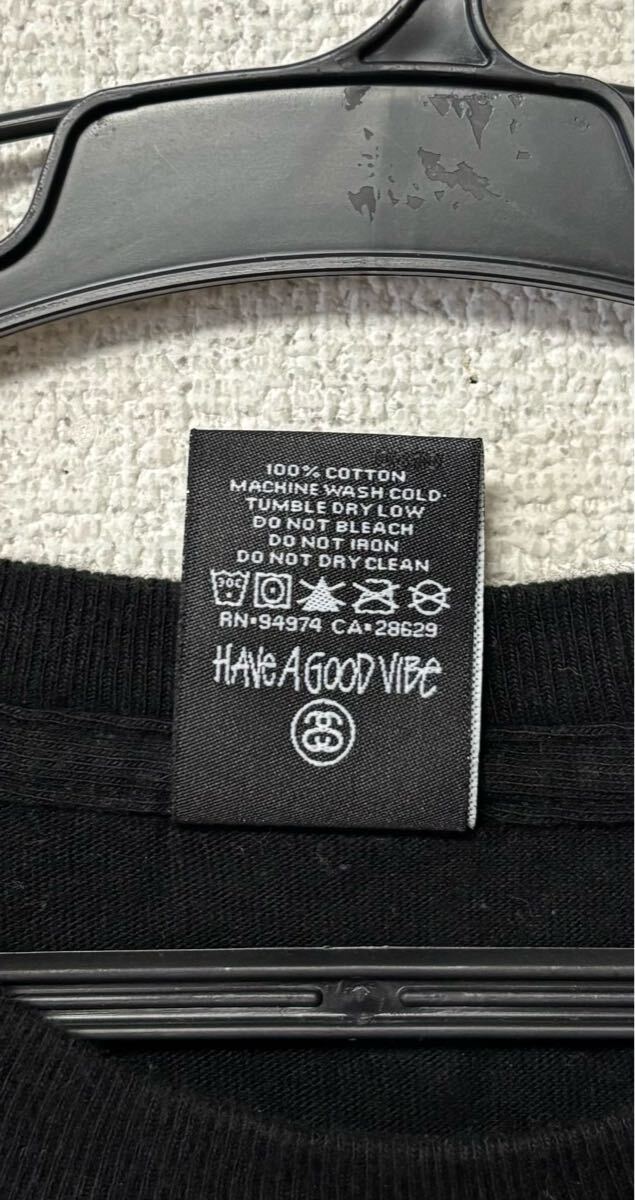 100% COTTON
MACHINE WASH COLD·
TUMBLE DRY LOW
DO NOT BLEACH
DO NOT IRON
DO NOT DRY CLEAN
30C
RN▪94974 CA▪28629
HAVe A GOOD VIBe